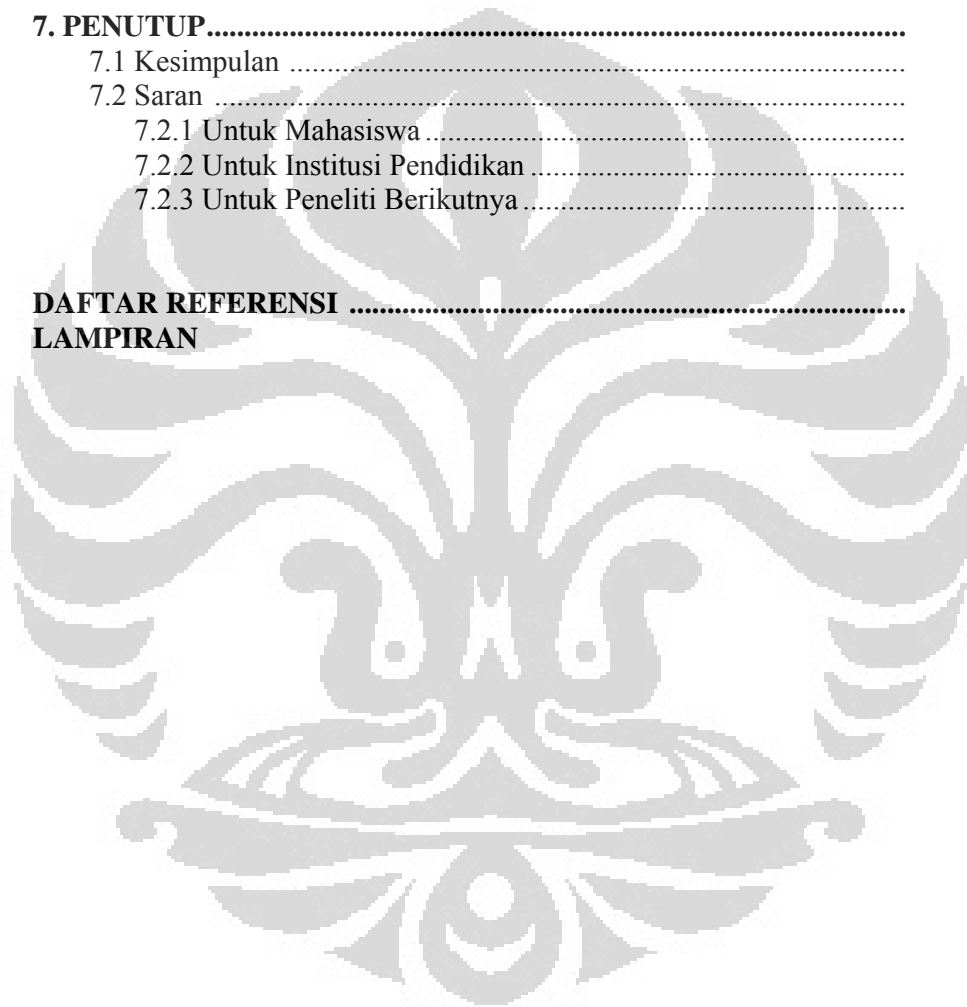 7. PENUTUP...............................................................................................
7.1 Kesimpulan ...................................................................................
7.2 Saran .............................................................................................
7.2.1 Untuk Mahasiswa ................................................................
7.2.2 Untuk Institusi Pendidikan ..................................................
7.2.3 Untuk Peneliti Berikutnya ...................................................
DAFTAR REFERENSI ...........................................................................
LAMPIRAN